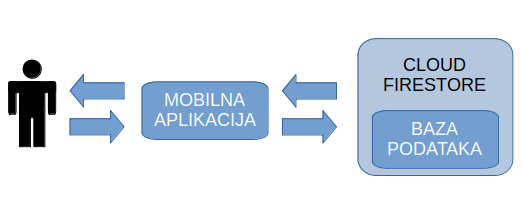 MOBILNA
APLIKACIJA
CLOUD
FIRESTORE
BAZA
PODATAKA